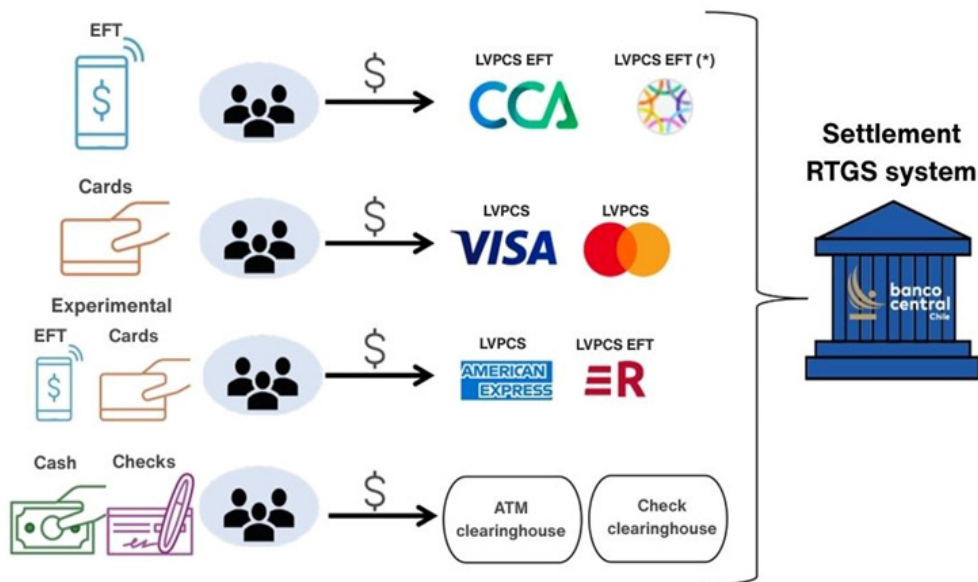 EFT
$
$
LVPCS EFT
LVPCS EFT (*)
CCA
Cards
$
LVPCS
LVPCS
VISA
Experimental
EFT
Cards
$
$
LVPCS
LVPCS EFT
AMERICAN
EXPRESS
ER
Cash
Checks
$
ATM
clearinghouse
Check
clearinghouse
Settlement
RTGS system
banco
central
Chile